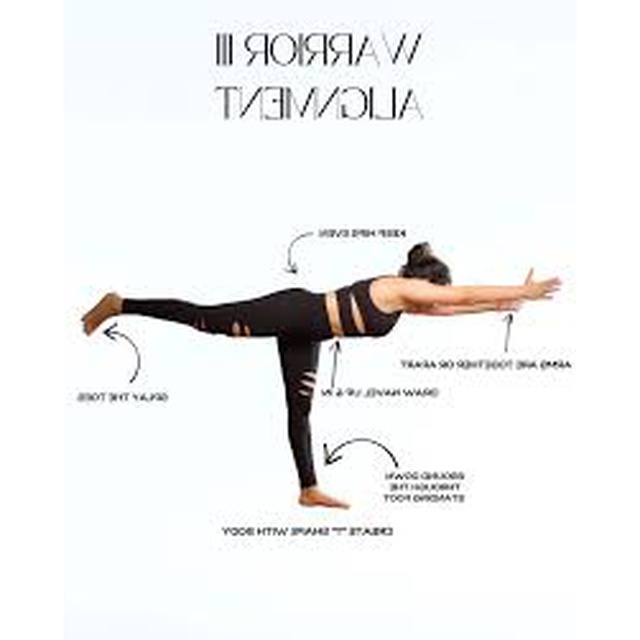 WARRIOR III
ALIGNMENT
KEEP HIPS EVEN
ARMS ARE TOGETHER OR APART
SPLAY THE TOES
DRAW NAVEL UP & IN
GROUND DOWN
THROUGH THE
STANDING FOOT
CREATE "T" SHAPE WITH BODY